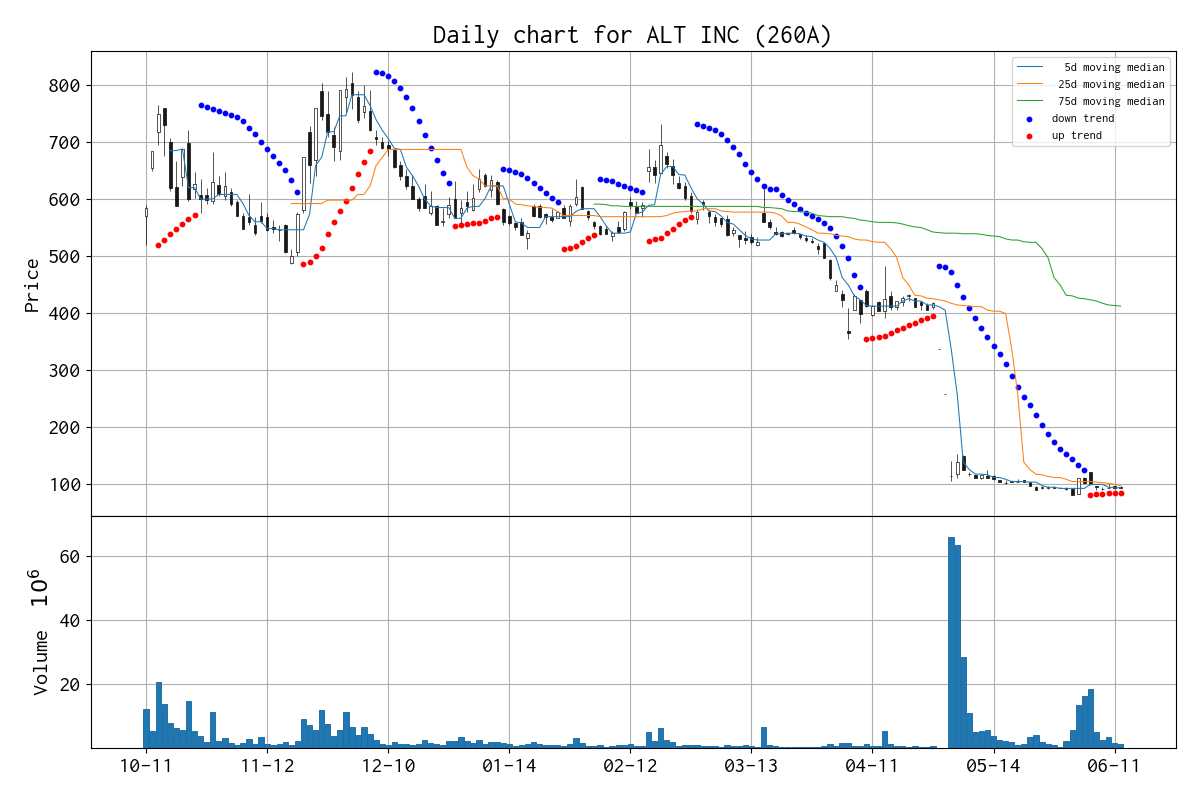 Daily chart for ALT INC (260A)
5d moving median
25d moving median
75d moving median
down trend
up trend
800
700
600
500
400
300
200
100
Price
60
40
20
Volume 10^6
10-11 11-12 12-10 01-14 02-12 03-13 04-11 05-14 06-11